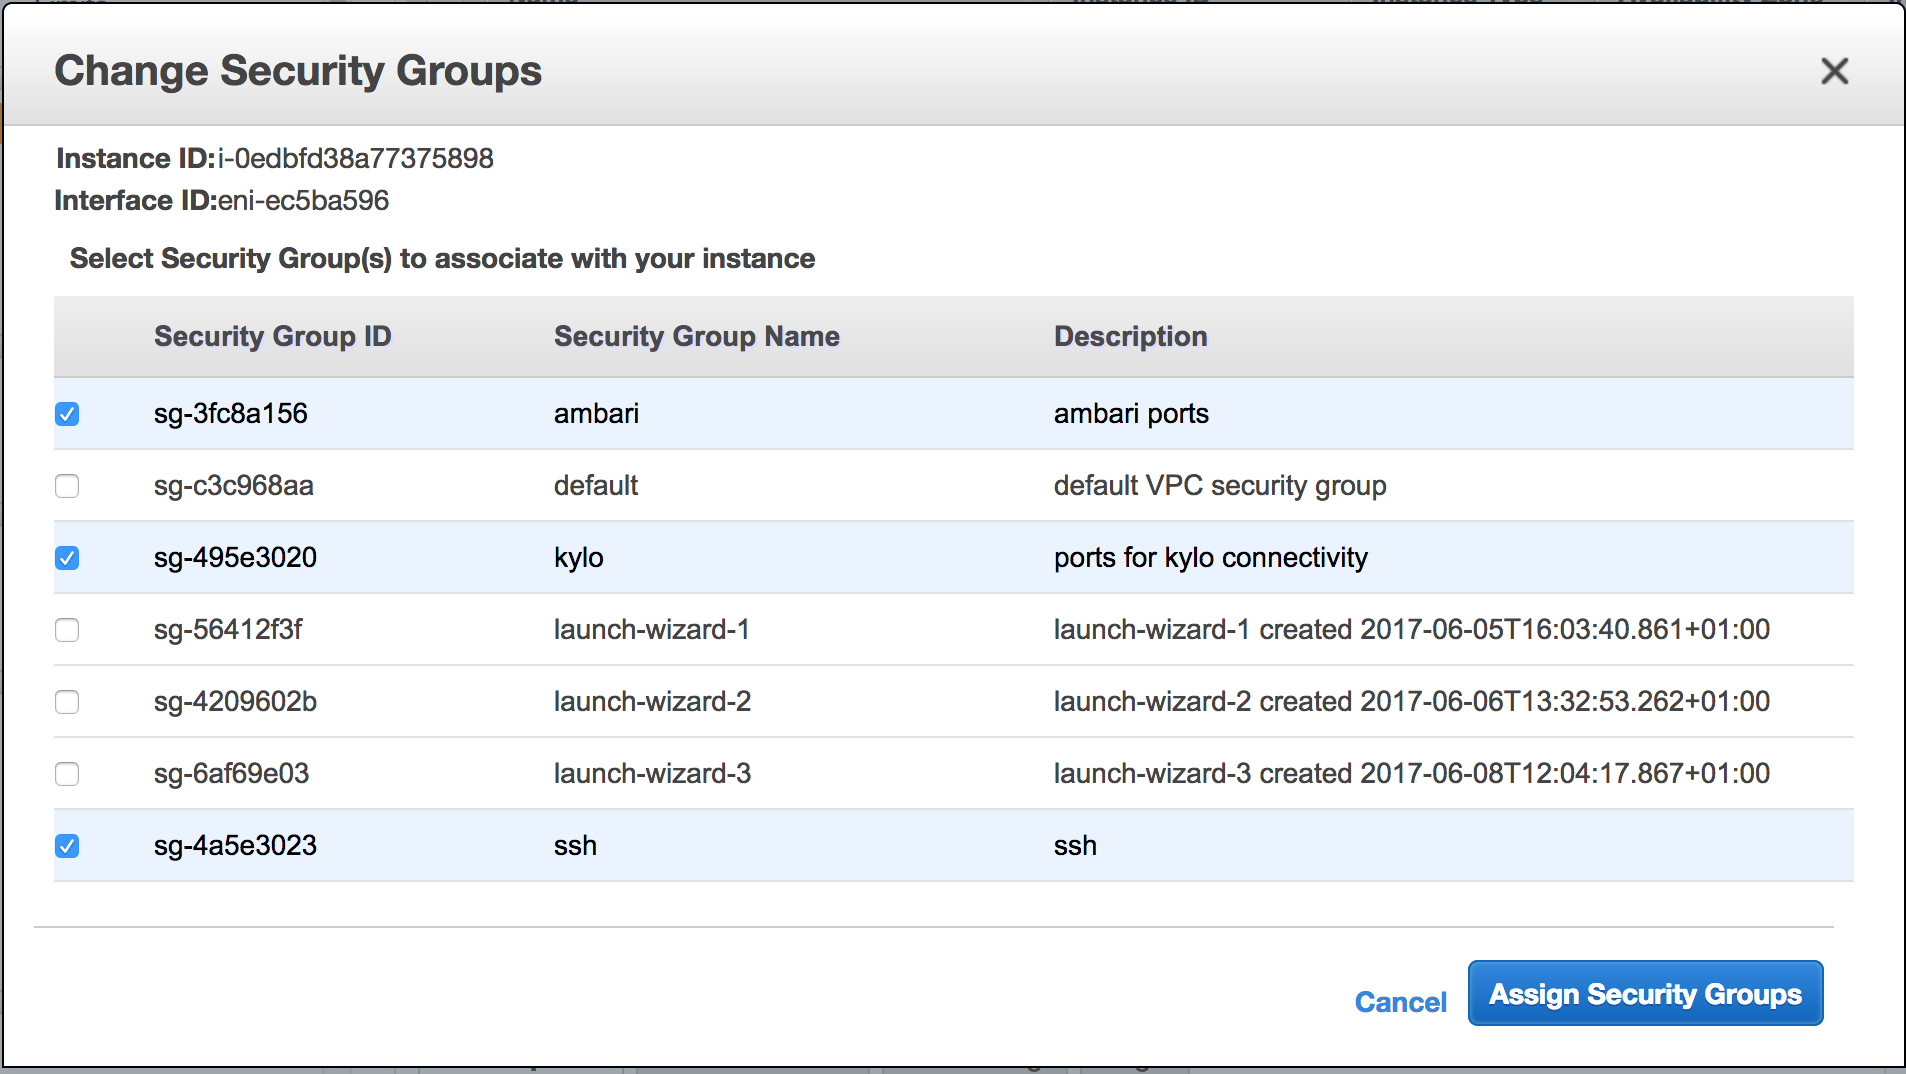 Change Security Groups
Instance ID:i-0edbfd38a77375898
Interface ID:eni-ec5ba596
Select Security Group(s) to associate with your instance
Security Group ID Security Group Name Description
sg-3fc8a156 ambari ambari ports
sg-c3c968aa default default VPC security group
sg-495e3020 kylo ports for kylo connectivity
sg-56412f3f launch-wizard-1 launch-wizard-1 created 2017-06-05T16:03:40.861+01:00
sg-4209602b launch-wizard-2 launch-wizard-2 created 2017-06-06T13:32:53.262+01:00
sg-6af69e03 launch-wizard-3 launch-wizard-3 created 2017-06-08T12:04:17.867+01:00
sg-4a5e3023 ssh ssh
Cancel Assign Security Groups